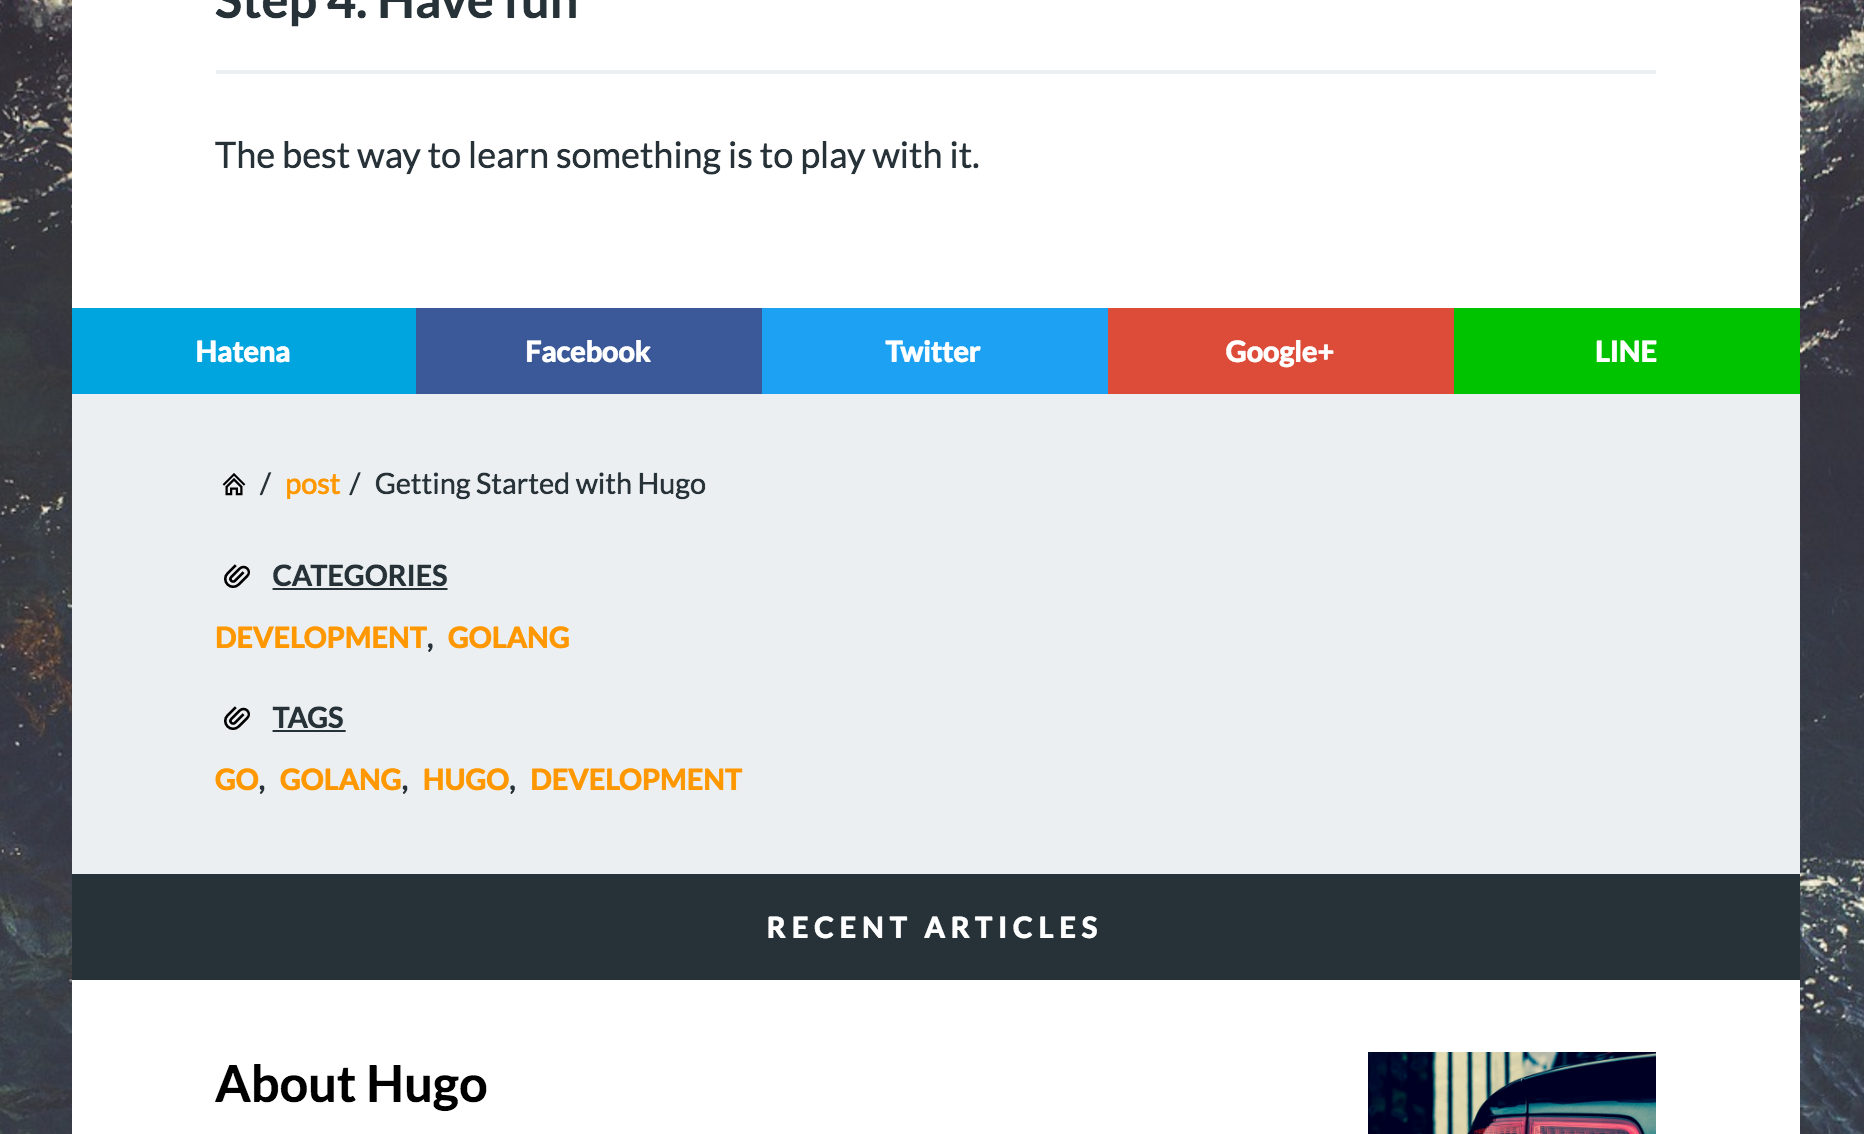 Step 4. Have fun
The best way to learn something is to play with it.
Hatena Facebook Twitter Google+ LINE
/ post / Getting Started with Hugo
CATEGORIES
DEVELOPMENT, GOLANG
TAGS
GO, GOLANG, HUGO, DEVELOPMENT
RECENT ARTICLES
About Hugo